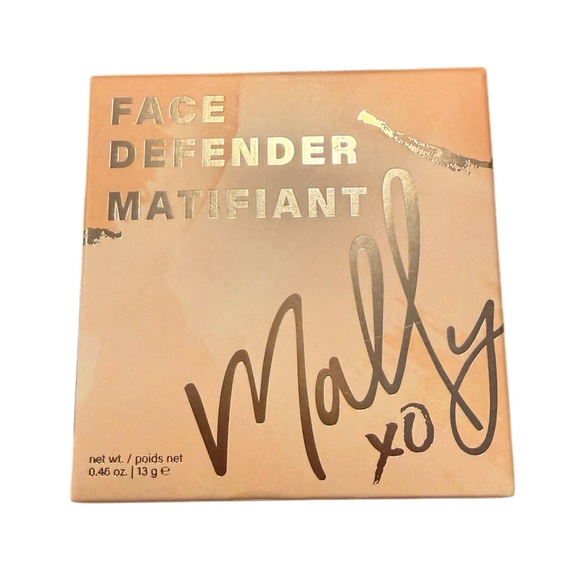 FACE
DEFENDER
MATIFIANT
Mally
XO
net wt. / poids net
0.46 oz. | 13 g ℮